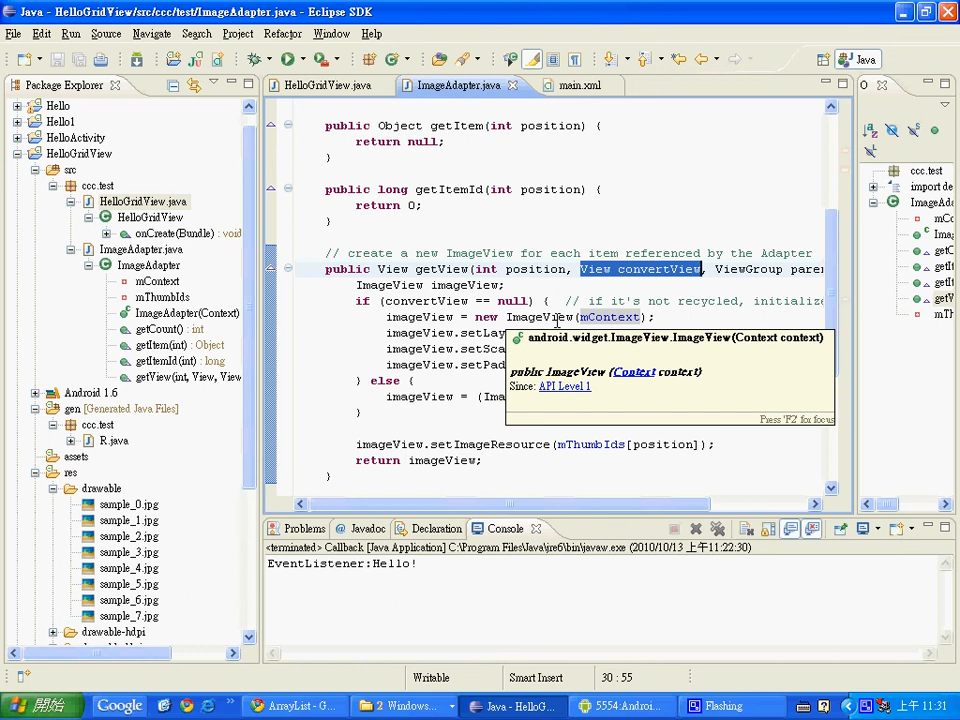 Java - HelloGridView/src/ccc/test/ImageAdapter.java - Eclipse SDK
File Edit Run Source Navigate Search Project Refactor Window Help
Java
Package Explorer
HelloGridView.java ImageAdapter.java main.xml
O
Hello
Hello1
HelloActivity
HelloGridView
src
ccc.test
HelloGridView.java
HelloGridView
onCreate(Bundle) : void
ImageAdapter.java
ImageAdapter
mContext
mThumbIds
ImageAdapter(Context)
getCount() : int
getItem(int) : Object
getItemId(int) : long
getView(int, View, View
Android 1.6
gen [Generated Java Files]
ccc.test
R.java
assets
res
drawable
sample_0.jpg
sample_1.jpg
sample_2.jpg
sample_3.jpg
sample_4.jpg
sample_5.jpg
sample_6.jpg
sample_7.jpg
drawable-hdpi
public Object getItem(int position) {
return null;
}
public long getItemId(int position) {
return 0;
}
// create a new ImageView for each item referenced by the Adapter
public View getView(int position, View convertView, ViewGroup paren
ImageView imageView;
if (convertView == null) { // if it's not recycled, initialize
imageView = new ImageView(mContext);
imageView.setLay
imageView.setSca
imageView.setPad
} else {
imageView = (Ima
}
imageView.setImageResource(mThumbIds[position]);
return imageView;
}
android.widget.ImageView.ImageView(Context context)
public ImageView (Context context)
Since: API Level 1
Press 'F2' for focus
ccc.test
import de
ImageAda
mCo
Imag
getC
getI
getI
getV
mTh
Problems Javadoc Declaration Console
<terminated> Callback [Java Application] C:\Program Files\Java\jre6\bin\javaw.exe (2010/10/13 上午11:22:30)
EventListener:Hello!
Writable Smart Insert 30 : 55
開始 Google ArrayList - G... 2 Windows... Java - HelloG... 5554:Androi... Flashing 上午 11:31